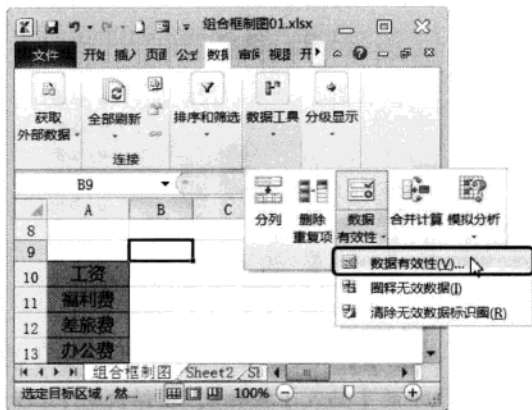 组合框制图01.xlsx
文件 开始 插入 页面 公式 数据 审阅 视图 开
获取
外部数据
全部刷新
排序和筛选 数据工具 分级显示
连接
B9
分列 删除
重复项 数据
有效性 合并计算 模拟分析
数据有效性(V)...
圈释无效数据(I)
清除无效数据标识圈(R)
A B C
8
9
10 工资
11 福利费
12 差旅费
13 办公费
组合框制图 Sheet2
选定目标区域，然... 100%